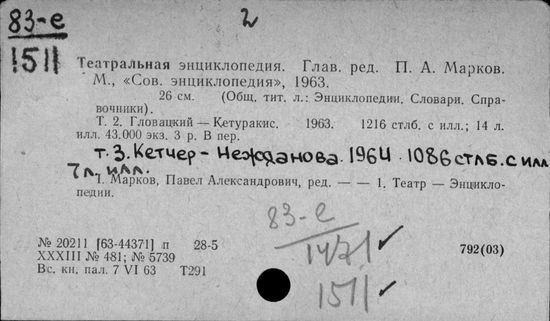 83-е
2
1511
Театральная энциклопедия. Глав. ред. П. А. Марков.
М., «Сов. энциклопедия», 1963.
26 см. (Общ. тит. л.: Энциклопедии. Словари. Справочники).
Т. 2. Гловацкий — Кетуракис. 1963. 1216 стлб. с илл.; 14 л.
илл. 43.000 экз. 3 р. В пер.
т. 3. Кетчер - Нежданова. 1964. 1086 стлб. с илл
7 л. илл.
1. Марков, Павел Александрович, ред. — — 1. Театр — Энциклопедии.
83-е
1471
1511
№ 20211 [63-44371] п 28-5
XXXIII № 481; № 5739
Вс. кн. пал. 7 VI 63 Т291
792(03)